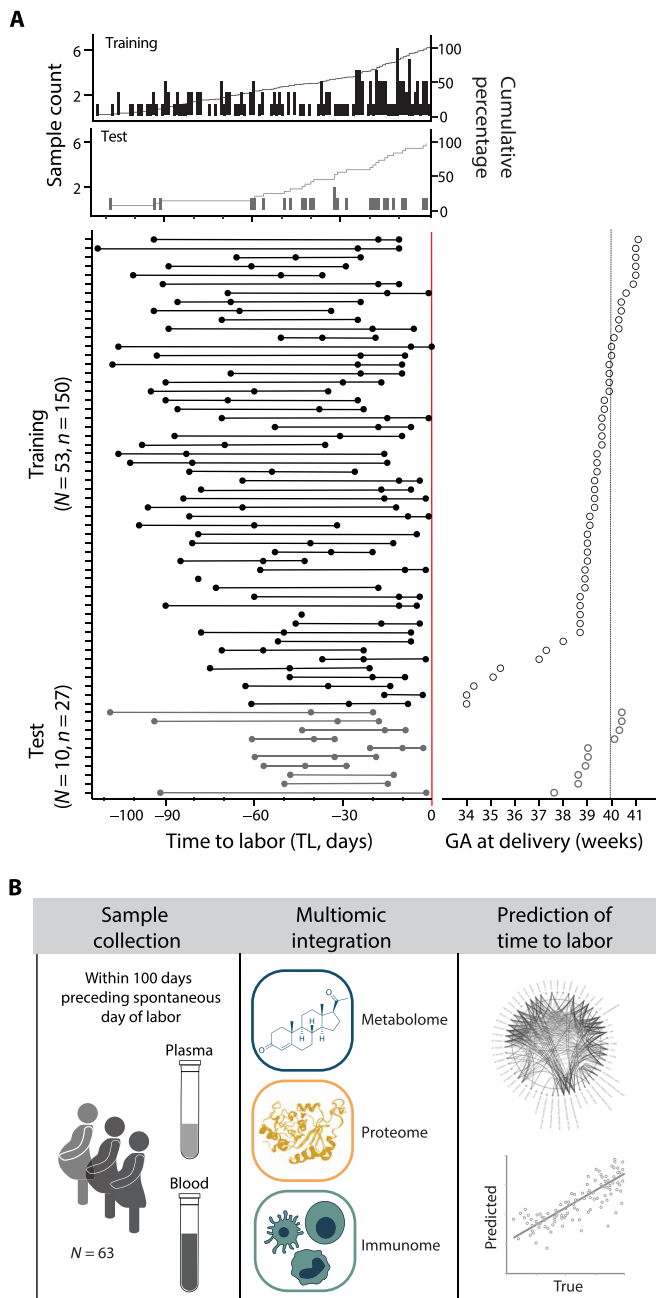 A
Training
6
2
100
50
0
Sample count
Cumulative percentage
Test
6
2
100
50
0
Training
(N = 53, n = 150)
Test
(N = 10, n = 27)
−100 −90 −60 −30 0
Time to labor (TL, days)
34 35 36 37 38 39 40 41
GA at delivery (weeks)
B
Sample
collection
Multiomic
integration
Prediction of
time to labor
Within 100 days
preceding spontaneous
day of labor
Plasma
Blood
N = 63
O
H
H
H
O
Metabolome
Proteome
Immunome
Predicted
True